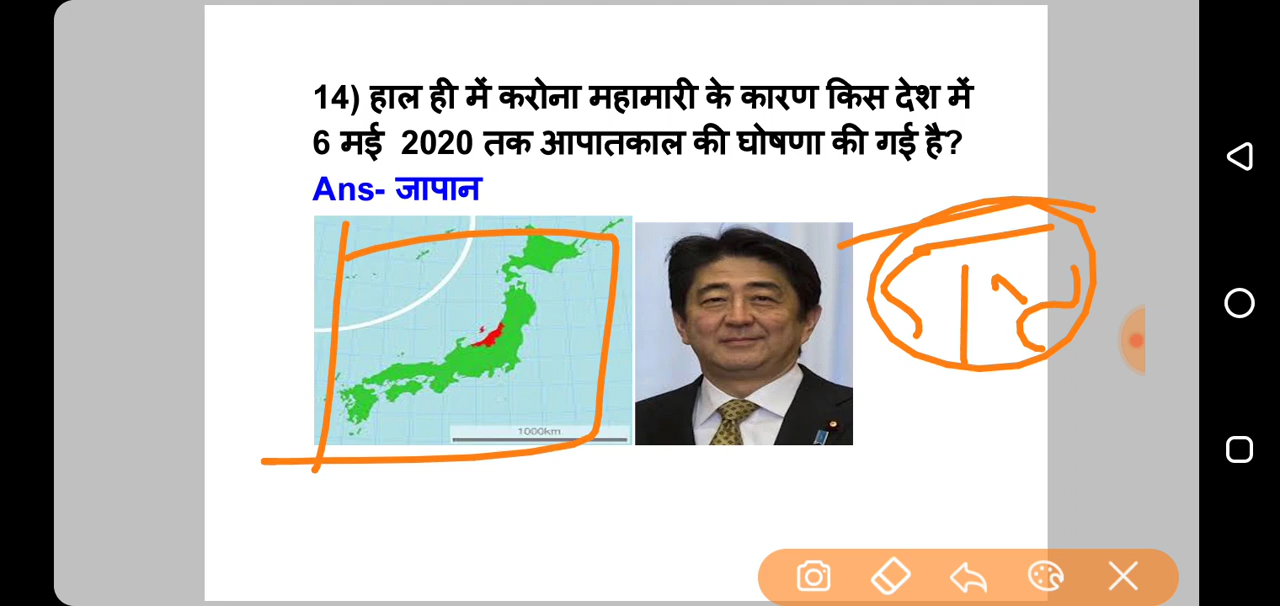 14) हाल ही में करोना महामारी के कारण किस देश में
6 मई 2020 तक आपातकाल की घोषणा की गई है?
Ans- जापान
1000km